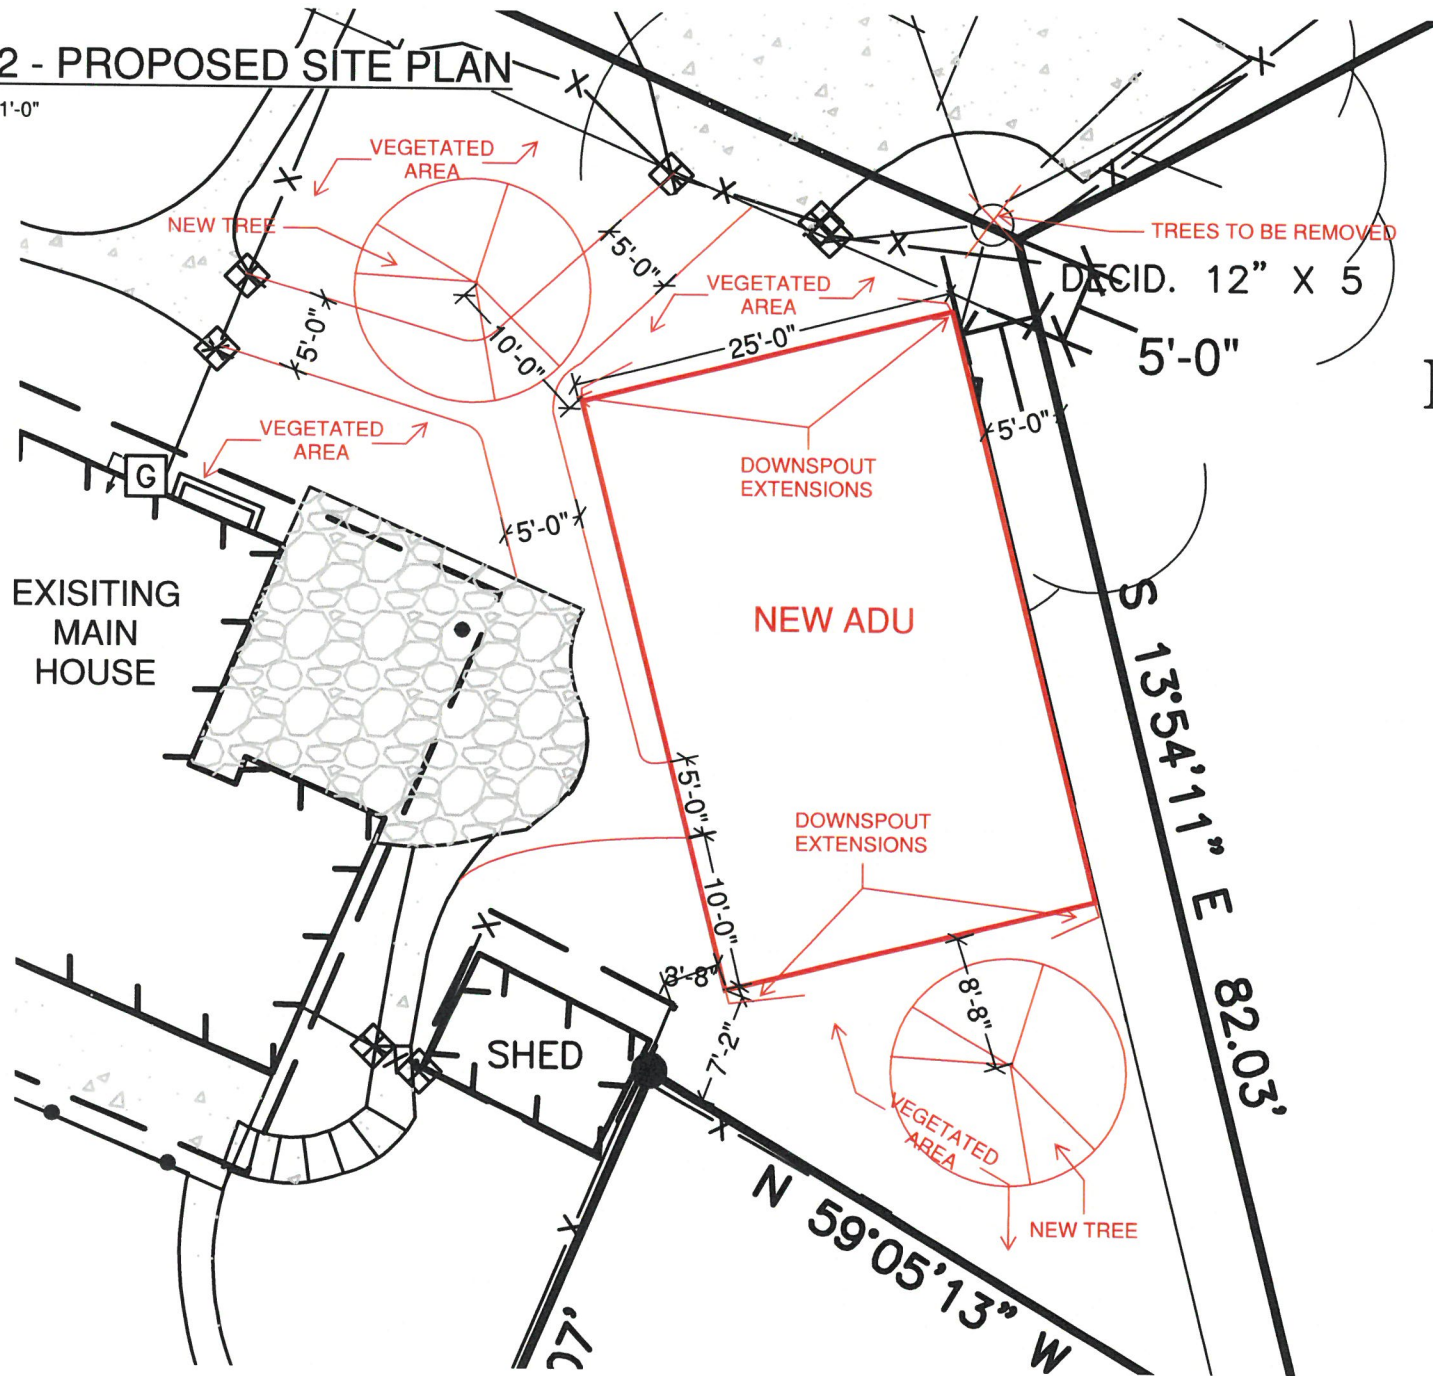 2 - PROPOSED SITE PLAN
1'-0"
VEGETATED
AREA
NEW TREE
5'-0"
5'-0"
10'-0"
VEGETATED
AREA
25'-0"
TREES TO BE REMOVED
DECID. 12" X 5
5'-0"
5'-0"
VEGETATED
AREA
G
DOWNSPOUT
EXTENSIONS
5'-0"
EXISITING
MAIN
HOUSE
NEW ADU
S 13°54'11" E 82.03'
5'-0"
DOWNSPOUT
EXTENSIONS
10'-0"
8'-8"
7'-2"
SHED
VEGETATED
AREA
NEW TREE
N 59°05'13" W
07'